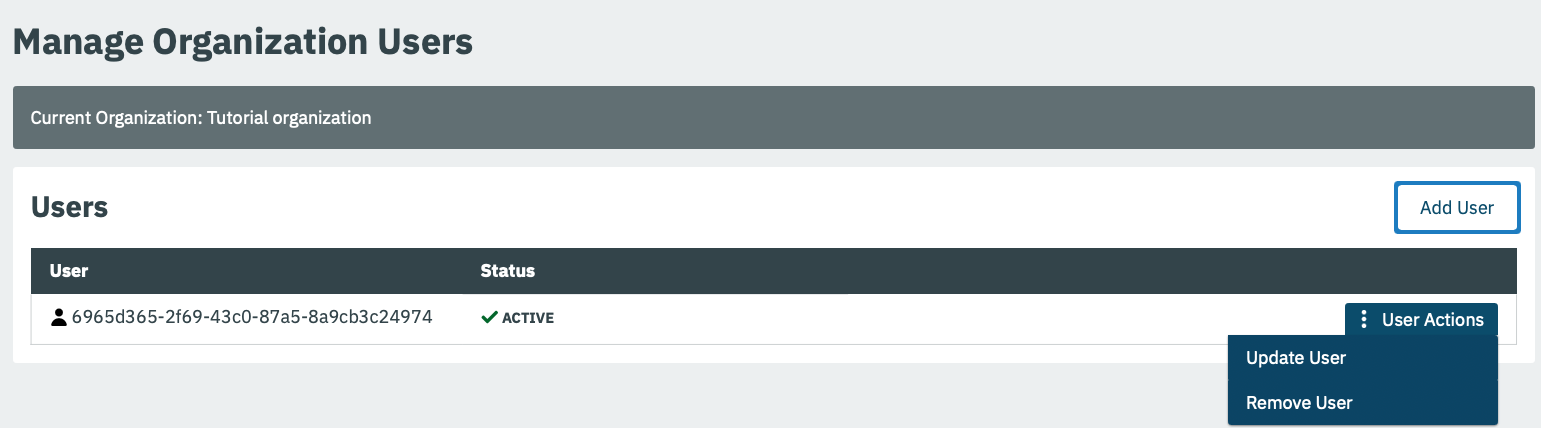 Manage Organization Users
Current Organization: Tutorial organization
Users
Add User
User Status
6965d365-2f69-43c0-87a5-8a9cb3c24974 ACTIVE User Actions
Update User
Remove User